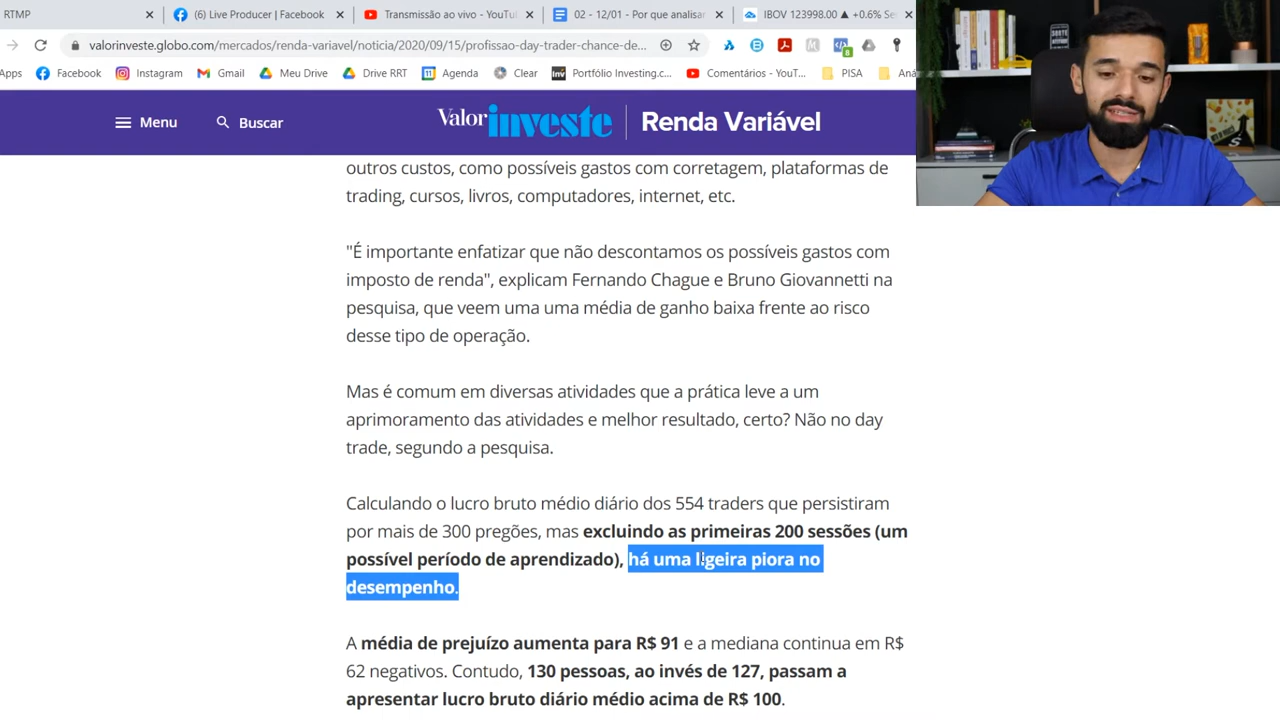 RTMP
(6) Live Producer | Facebook
Transmissão ao vivo - YouTu
02 - 12/01 - Por que analisar
IBOV 123998.00 ▲ +0.6% Se
valorinveste.globo.com/mercados/renda-variavel/noticia/2020/09/15/profissao-day-trader-chance-de...
8
Apps
Facebook
Instagram
Gmail
Meu Drive
Drive RRT
Agenda
Clear
Portfólio Investing.c...
Comentários - YouT...
PISA
Aná
Menu
Buscar
Valor investe
Renda Variável
outros custos, como possíveis gastos com corretagem, plataformas de
trading, cursos, livros, computadores, internet, etc.
"É importante enfatizar que não descontamos os possíveis gastos com
imposto de renda", explicam Fernando Chague e Bruno Giovannetti na
pesquisa, que veem uma uma média de ganho baixa frente ao risco
desse tipo de operação.
Mas é comum em diversas atividades que a prática leve a um
aprimoramento das atividades e melhor resultado, certo? Não no day
trade, segundo a pesquisa.
Calculando o lucro bruto médio diário dos 554 traders que persistiram
por mais de 300 pregões, mas excluindo as primeiras 200 sessões (um
possível período de aprendizado), há uma ligeira piora no
desempenho.
A média de prejuízo aumenta para R$ 91 e a mediana continua em R$
62 negativos. Contudo, 130 pessoas, ao invés de 127, passam a
apresentar lucro bruto diário médio acima de R$ 100.